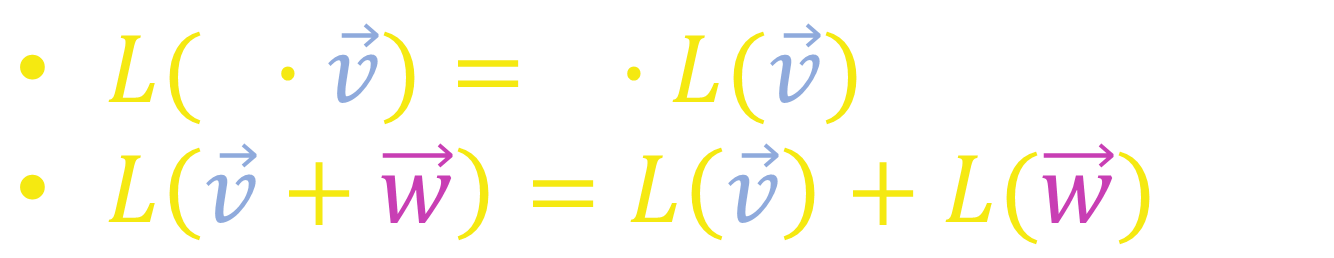 • L( · v⃗) = · L(v⃗)
• L(v⃗ + w⃗) = L(v⃗) + L(w⃗)